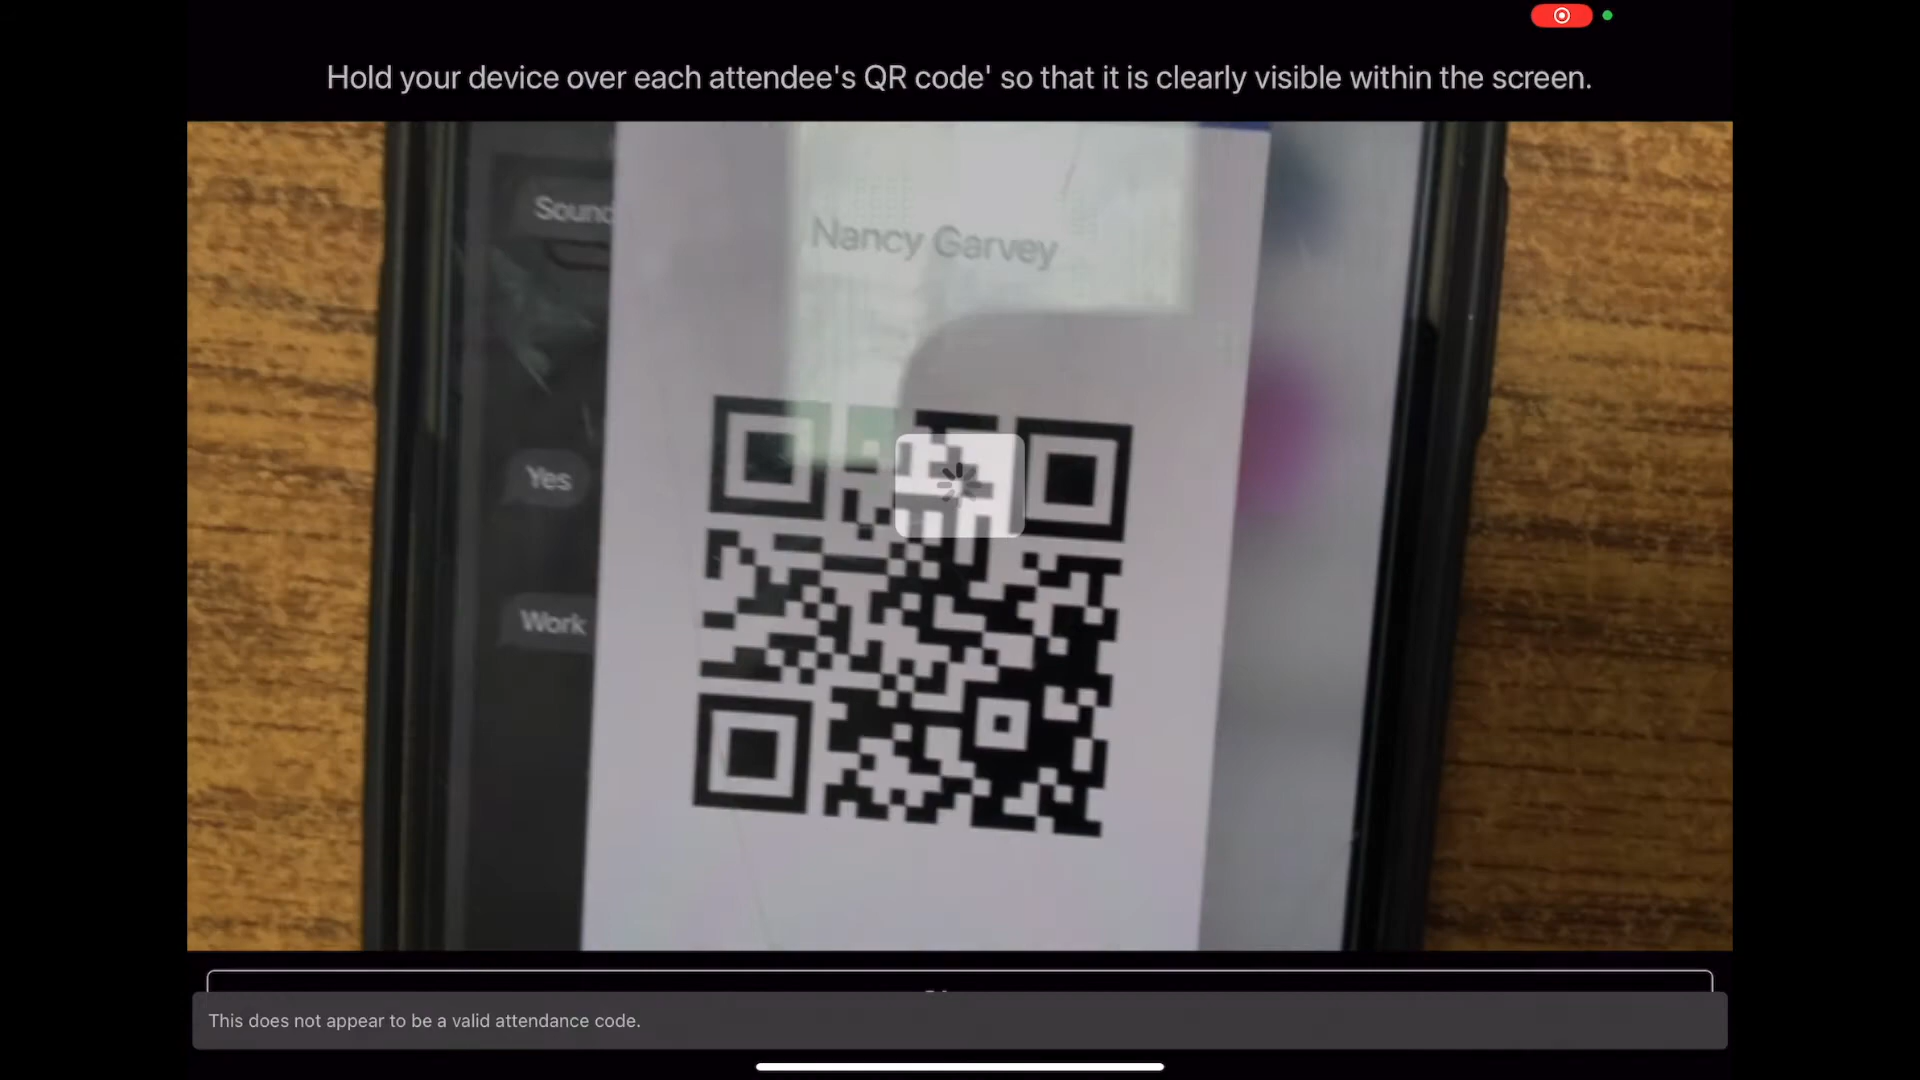 Hold your device over each attendee's QR code' so that it is clearly visible within the screen.
Sound
Nancy Garvey
Yes
Work
This does not appear to be a valid attendance code.